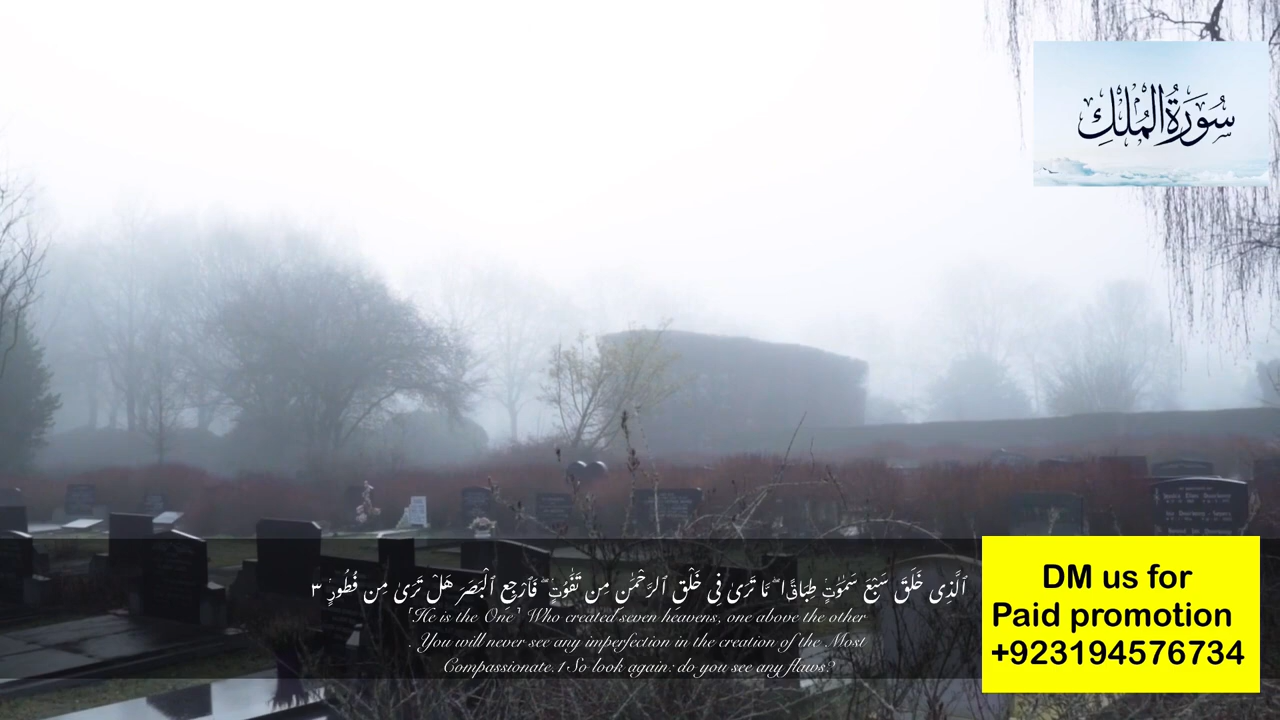 سُورَةُ الْمُلْكِ
ٱلَّذِى خَلَقَ سَبْعَ سَمَٰوَٰتٍ طِبَاقًا ۖ مَّا تَرَىٰ فِى خَلْقِ ٱلرَّحْمَٰنِ مِن تَفَٰوُتٍ ۖ فَٱرْجِعِ ٱلْبَصَرَ هَلْ تَرَىٰ مِن فُطُورٍ ٣
'He is the One' Who created seven heavens, one above the other
. You will never see any imperfection in the creation of the Most
Compassionate.1 So look again: do you see any flaws?
DM us for
Paid promotion
+923194576734